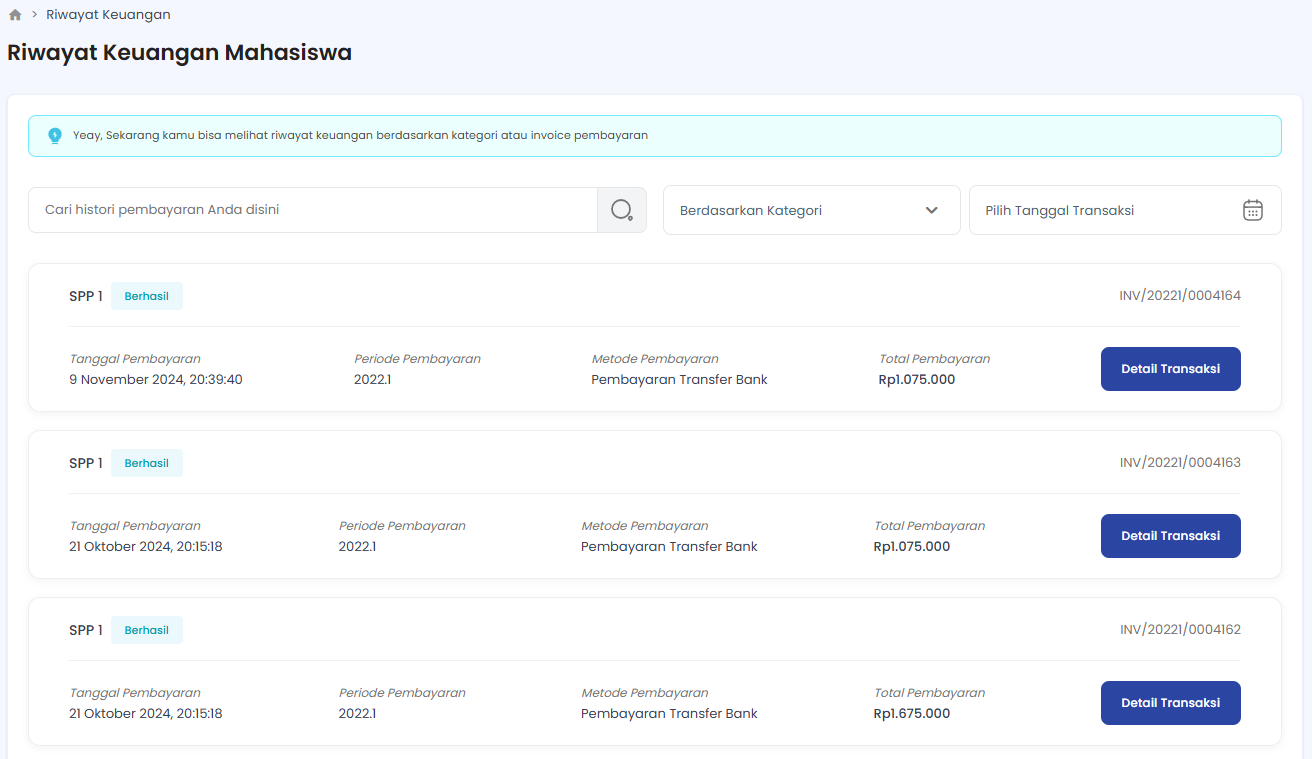 > Riwayat Keuangan
Riwayat Keuangan Mahasiswa
Yeay, Sekarang kamu bisa melihat riwayat keuangan berdasarkan kategori atau invoice pembayaran
Cari histori pembayaran Anda disini
Berdasarkan Kategori
Pilih Tanggal Transaksi
SPP 1 Berhasil INV/20221/0004164
Tanggal Pembayaran Periode Pembayaran Metode Pembayaran Total Pembayaran
9 November 2024, 20:39:40 2022.1 Pembayaran Transfer Bank Rp1.075.000
Detail Transaksi
SPP 1 Berhasil INV/20221/0004163
Tanggal Pembayaran Periode Pembayaran Metode Pembayaran Total Pembayaran
21 Oktober 2024, 20:15:18 2022.1 Pembayaran Transfer Bank Rp1.075.000
Detail Transaksi
SPP 1 Berhasil INV/20221/0004162
Tanggal Pembayaran Periode Pembayaran Metode Pembayaran Total Pembayaran
21 Oktober 2024, 20:15:18 2022.1 Pembayaran Transfer Bank Rp1.675.000
Detail Transaksi